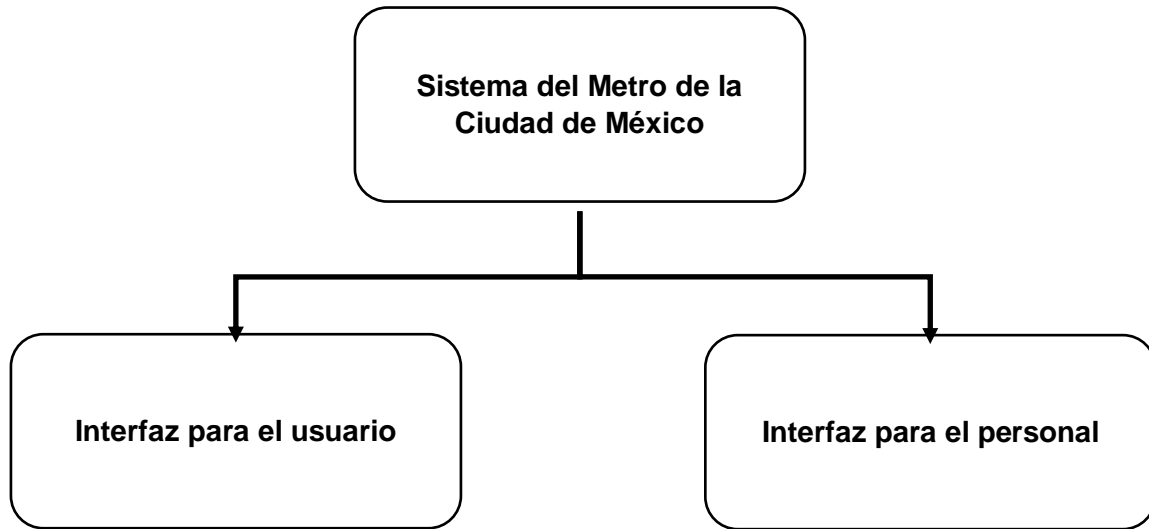 Sistema del Metro de la
Ciudad de México
Interfaz para el usuario
Interfaz para el personal